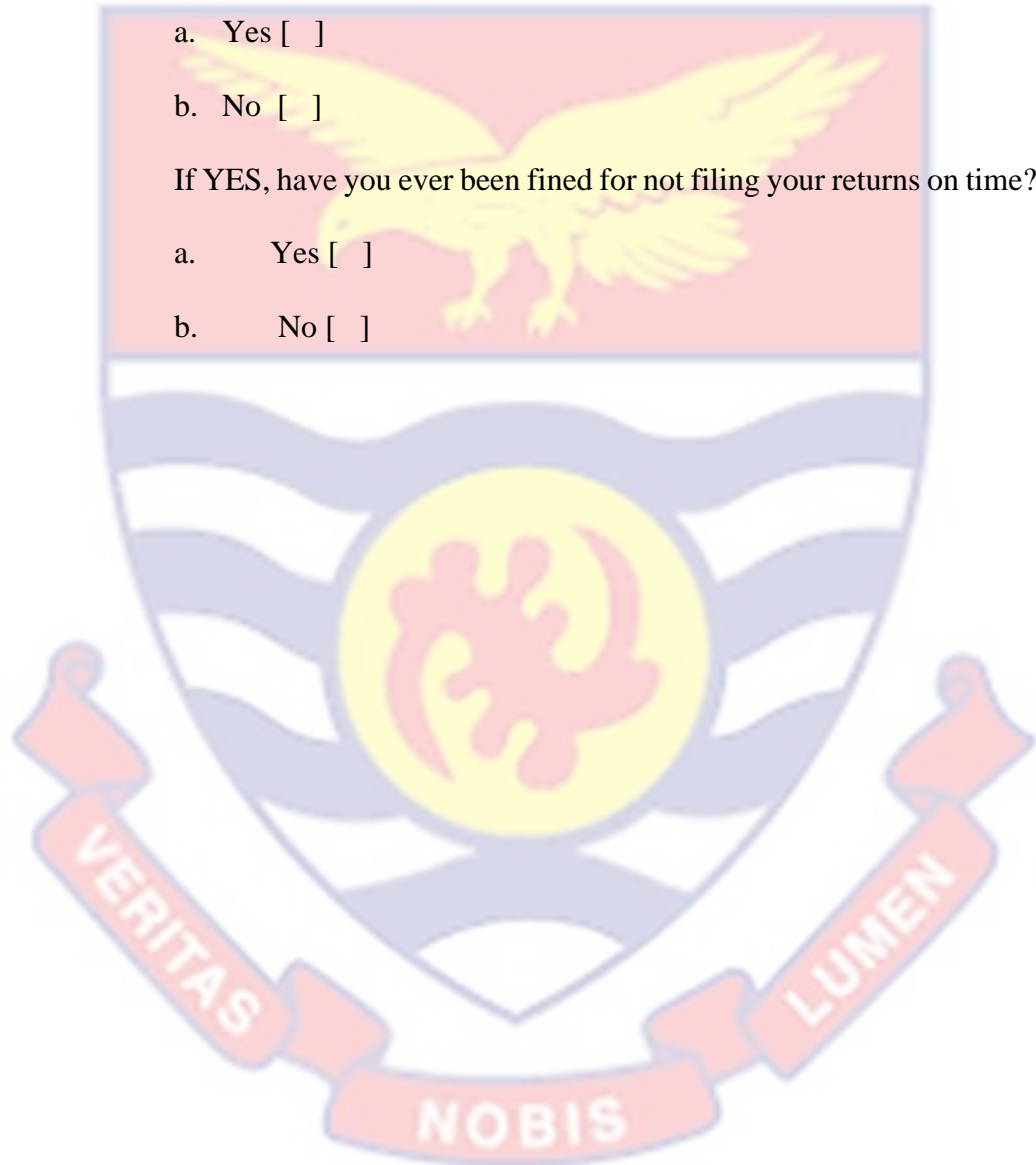 a. Yes [ ]
b. No [ ]
If YES, have you ever been fined for not filing your returns on time?
a. Yes [ ]
b. No [ ]
VERITAS
NOBIS
LUMEN